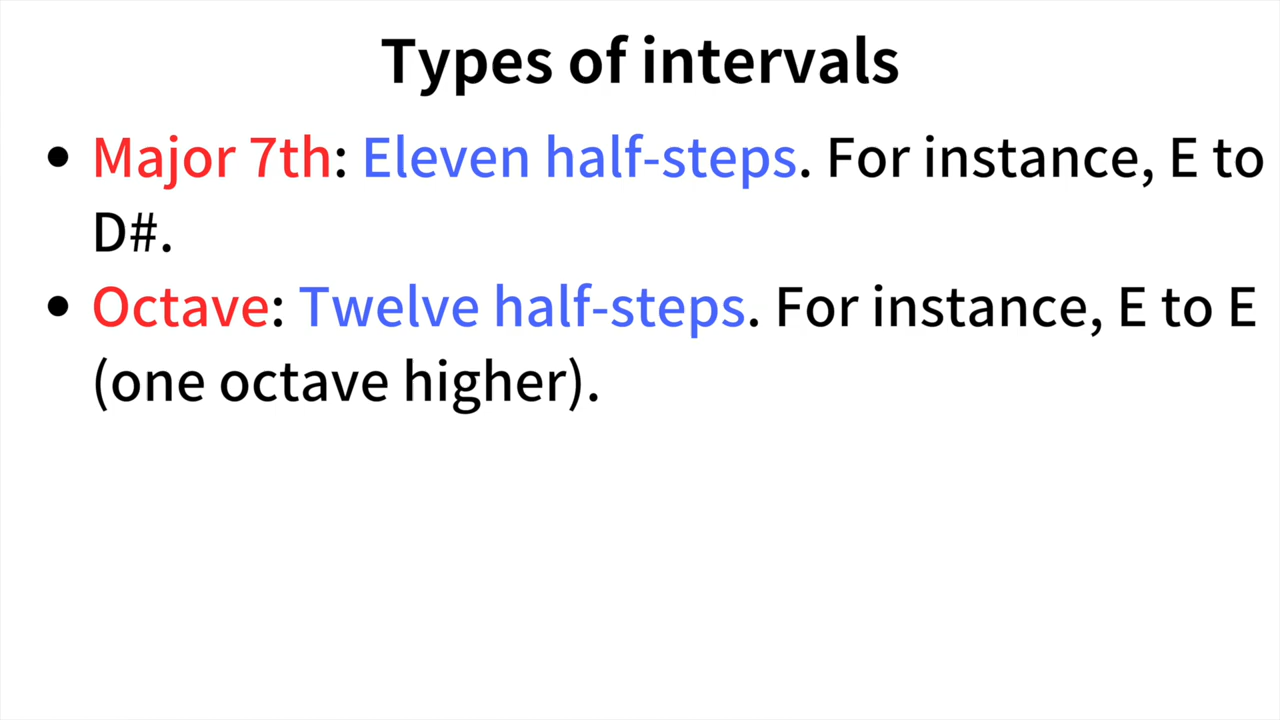 Types of intervals
• Major 7th: Eleven half-steps. For instance, E to
D#.
• Octave: Twelve half-steps. For instance, E to E
(one octave higher).